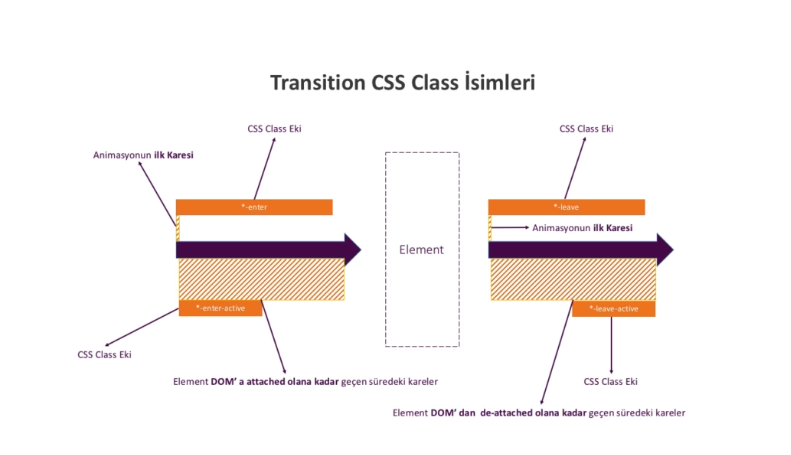 Transition CSS Class İsimleri
CSS Class Eki
CSS Class Eki
Animasyonun ilk Karesi
*-enter
*-leave
Animasyonun ilk Karesi
Element
*-enter-active
*-leave-active
CSS Class Eki
Element DOM’ a attached olana kadar geçen süredeki kareler
CSS Class Eki
Element DOM’ dan  de-attached olana kadar geçen süredeki kareler